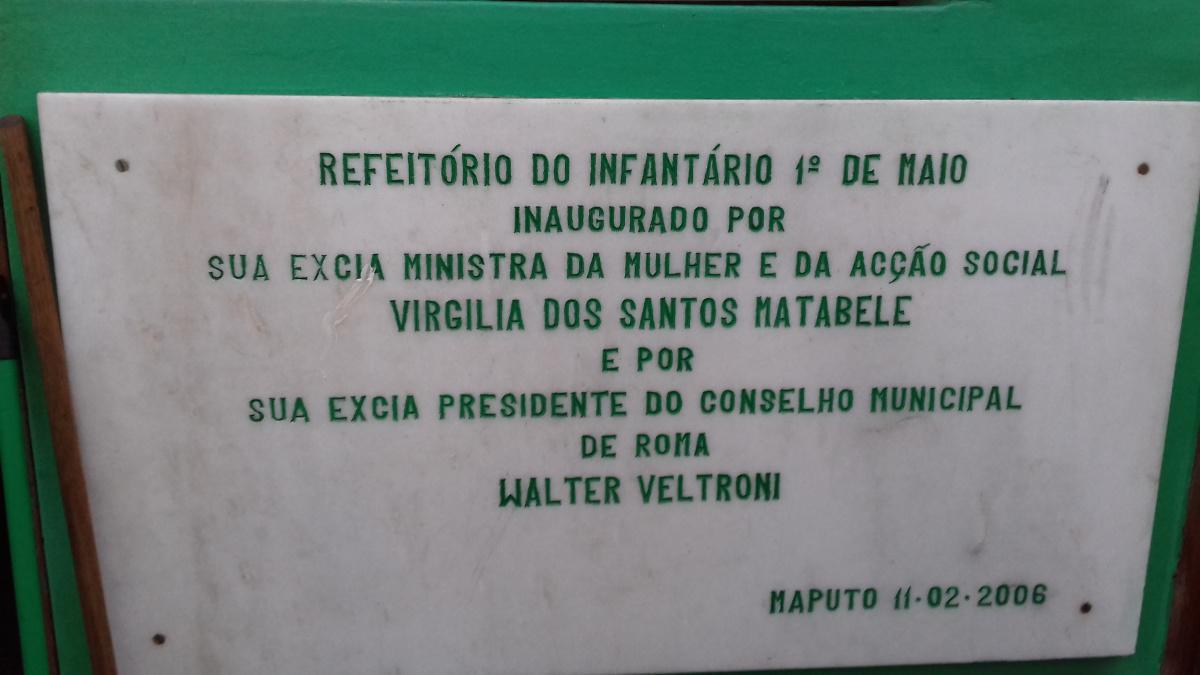 REFEITÓRIO DO INFANTÁRIO 1º DE MAIO
INAUGURADO POR
SUA EXCIA MINISTRA DA MULHER E DA ACÇÃO SOCIAL
VIRGILIA DOS SANTOS MATABELE
E POR
SUA EXCIA PRESIDENTE DO CONSELHO MUNICIPAL
DE ROMA
WALTER VELTRONI
MAPUTO 11·02·2006